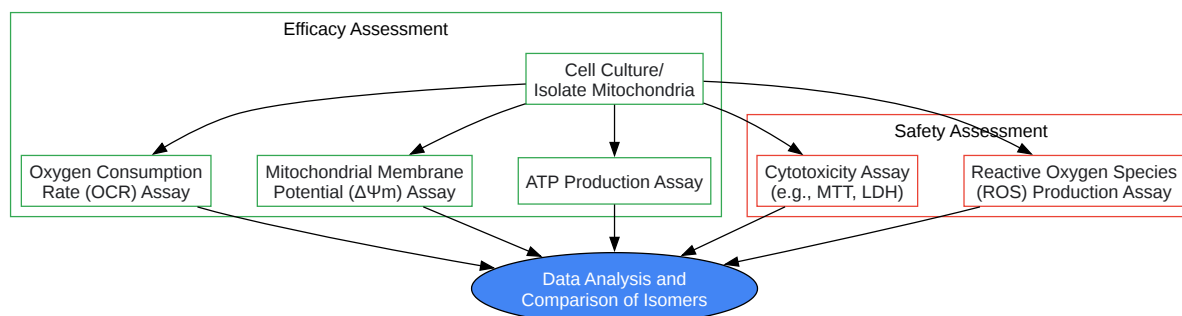 Efficacy Assessment
Cell Culture/
Isolate Mitochondria
Safety Assessment
Oxygen Consumption
Rate (OCR) Assay
Mitochondrial Membrane
Potential (ΔΨm) Assay
ATP Production Assay
Cytotoxicity Assay
(e.g., MTT, LDH)
Reactive Oxygen Species
(ROS) Production Assay
Data Analysis and
Comparison of Isomers